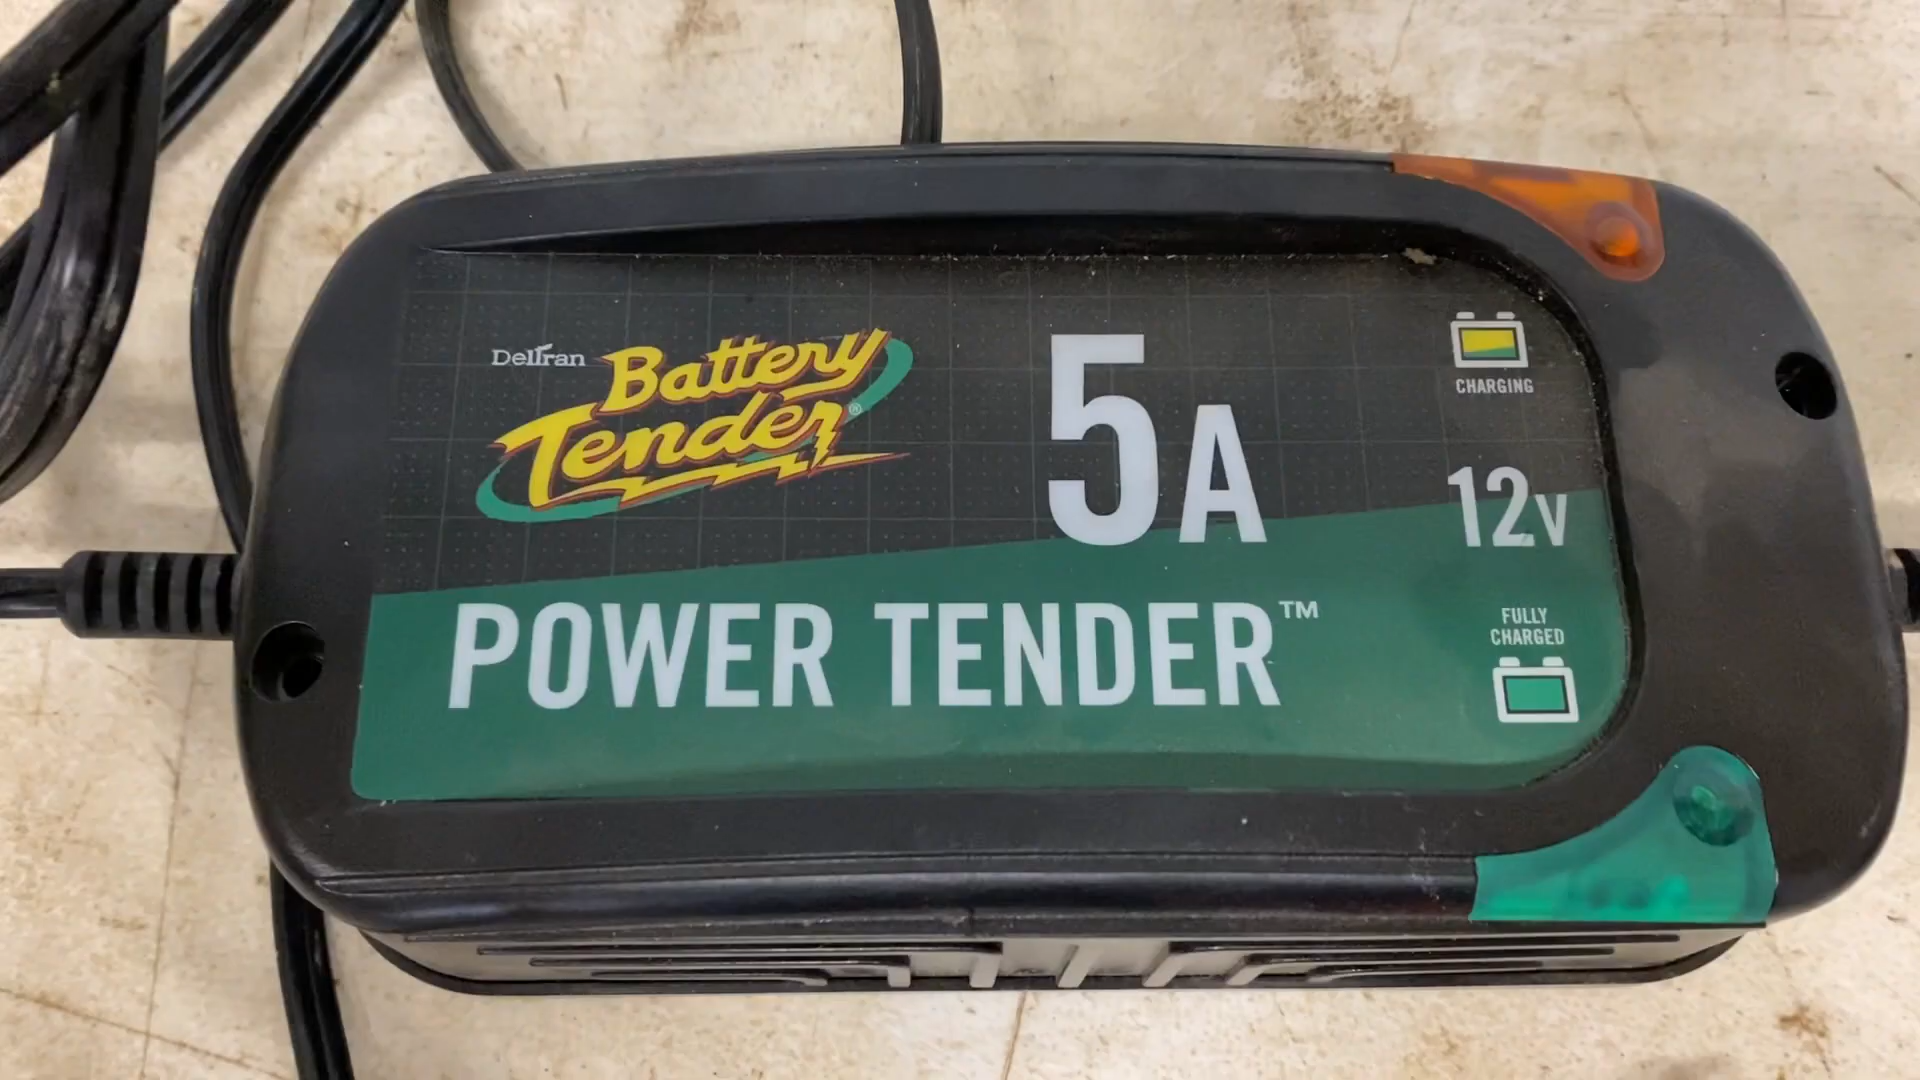 Deltran Battery
Tender®
5A
CHARGING
12V
POWER TENDER™
FULLY
CHARGED